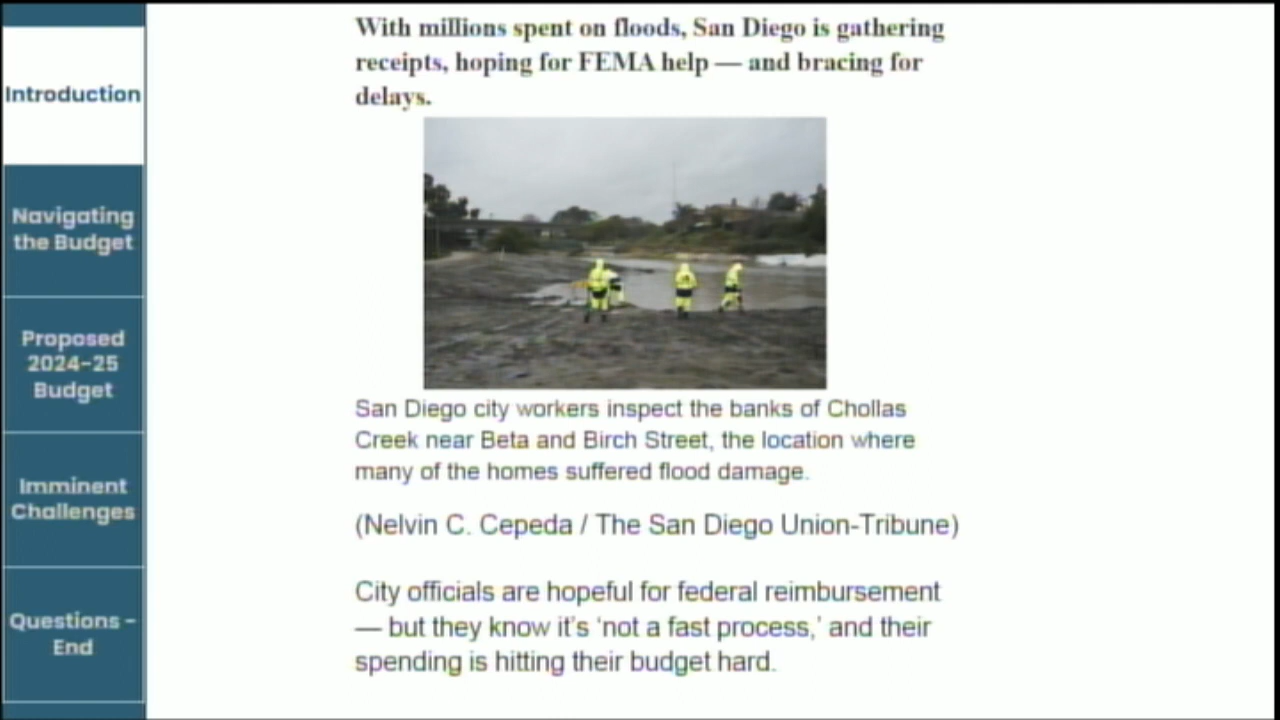 Introduction
Navigating
the Budget
Proposed
2024-25
Budget
Imminent
Challenges
Questions -
End
With millions spent on floods, San Diego is gathering
receipts, hoping for FEMA help — and bracing for
delays.
San Diego city workers inspect the banks of Chollas
Creek near Beta and Birch Street, the location where
many of the homes suffered flood damage.
(Nelvin C. Cepeda / The San Diego Union-Tribune)
City officials are hopeful for federal reimbursement
— but they know it’s ‘not a fast process,’ and their
spending is hitting their budget hard.